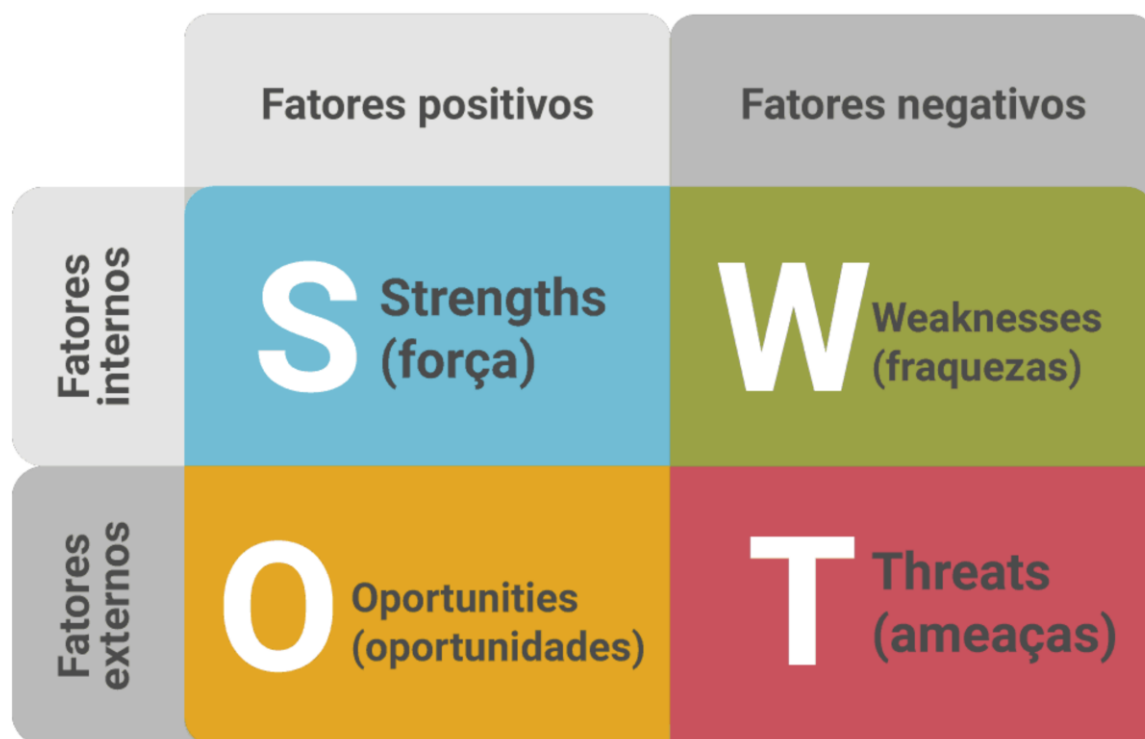 Fatores positivos
Fatores negativos
Fatores
internos
S
Strengths
(força)
W
Weaknesses
(fraquezas)
Fatores
externos
O
Oportunities
(oportunidades)
T
Threats
(ameaças)